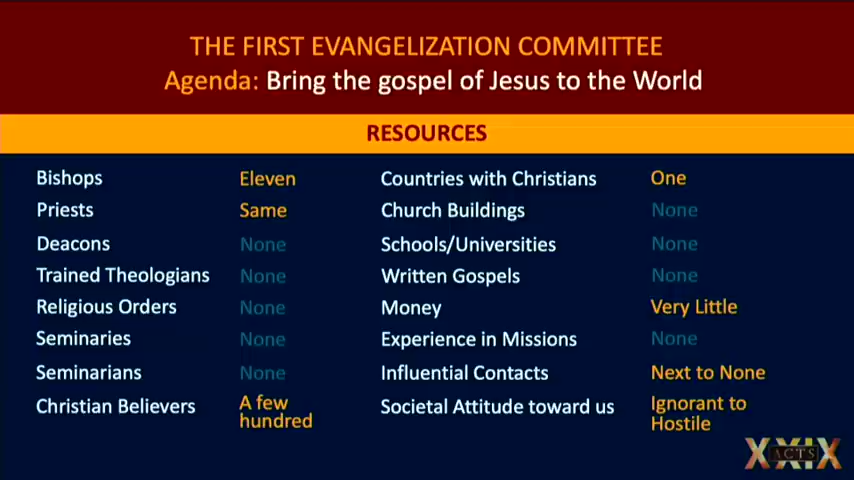 THE FIRST EVANGELIZATION COMMITTEE
Agenda: Bring the gospel of Jesus to the World
RESOURCES
Bishops Eleven Countries with Christians One
Priests Same Church Buildings None
Deacons None Schools/Universities None
Trained Theologians None Written Gospels None
Religious Orders None Money Very Little
Seminaries None Experience in Missions None
Seminarians None Influential Contacts Next to None
Christian Believers A few hundred Societal Attitude toward us Ignorant to Hostile
XXIX
ACTS